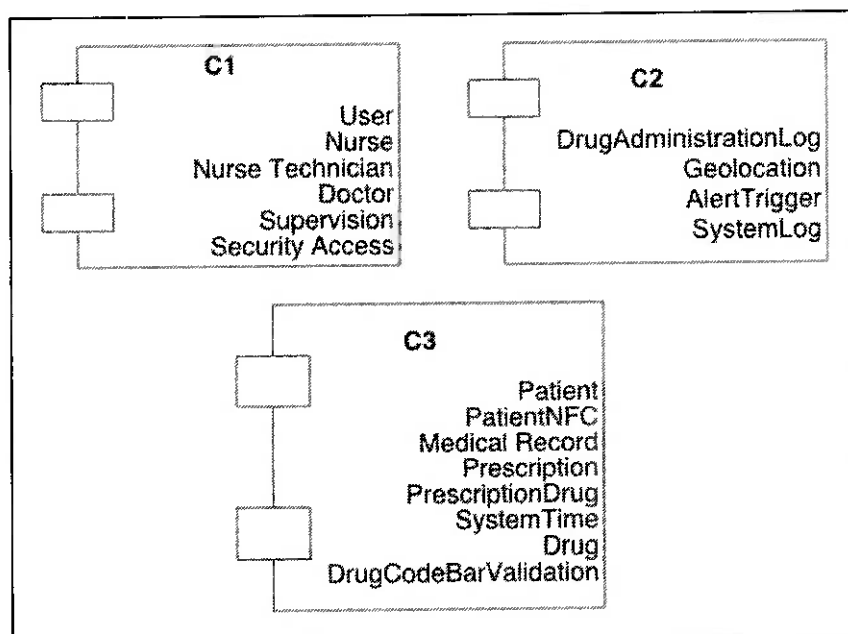 C1
User
Nurse
Nurse Technician
Doctor
Supervision
Security Access
C2
DrugAdministrationLog
Geolocation
AlertTrigger
SystemLog
C3
Patient
PatientNFC
Medical Record
Prescription
PrescriptionDrug
SystemTime
Drug
DrugCodeBarValidation